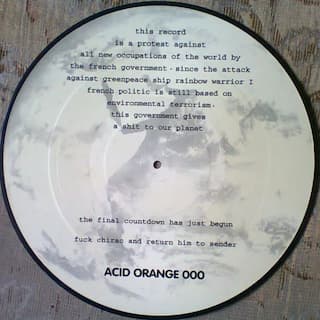 this record
is a protest against
all new occupations of the world by
the french government · since the attack
against greenpeace ship rainbow warrior I
french politic is still based on
environmental terrorism.
this government gives
a shit to our planet
the final countdown has just begun
fuck chirac and return him to sender
ACID ORANGE 000